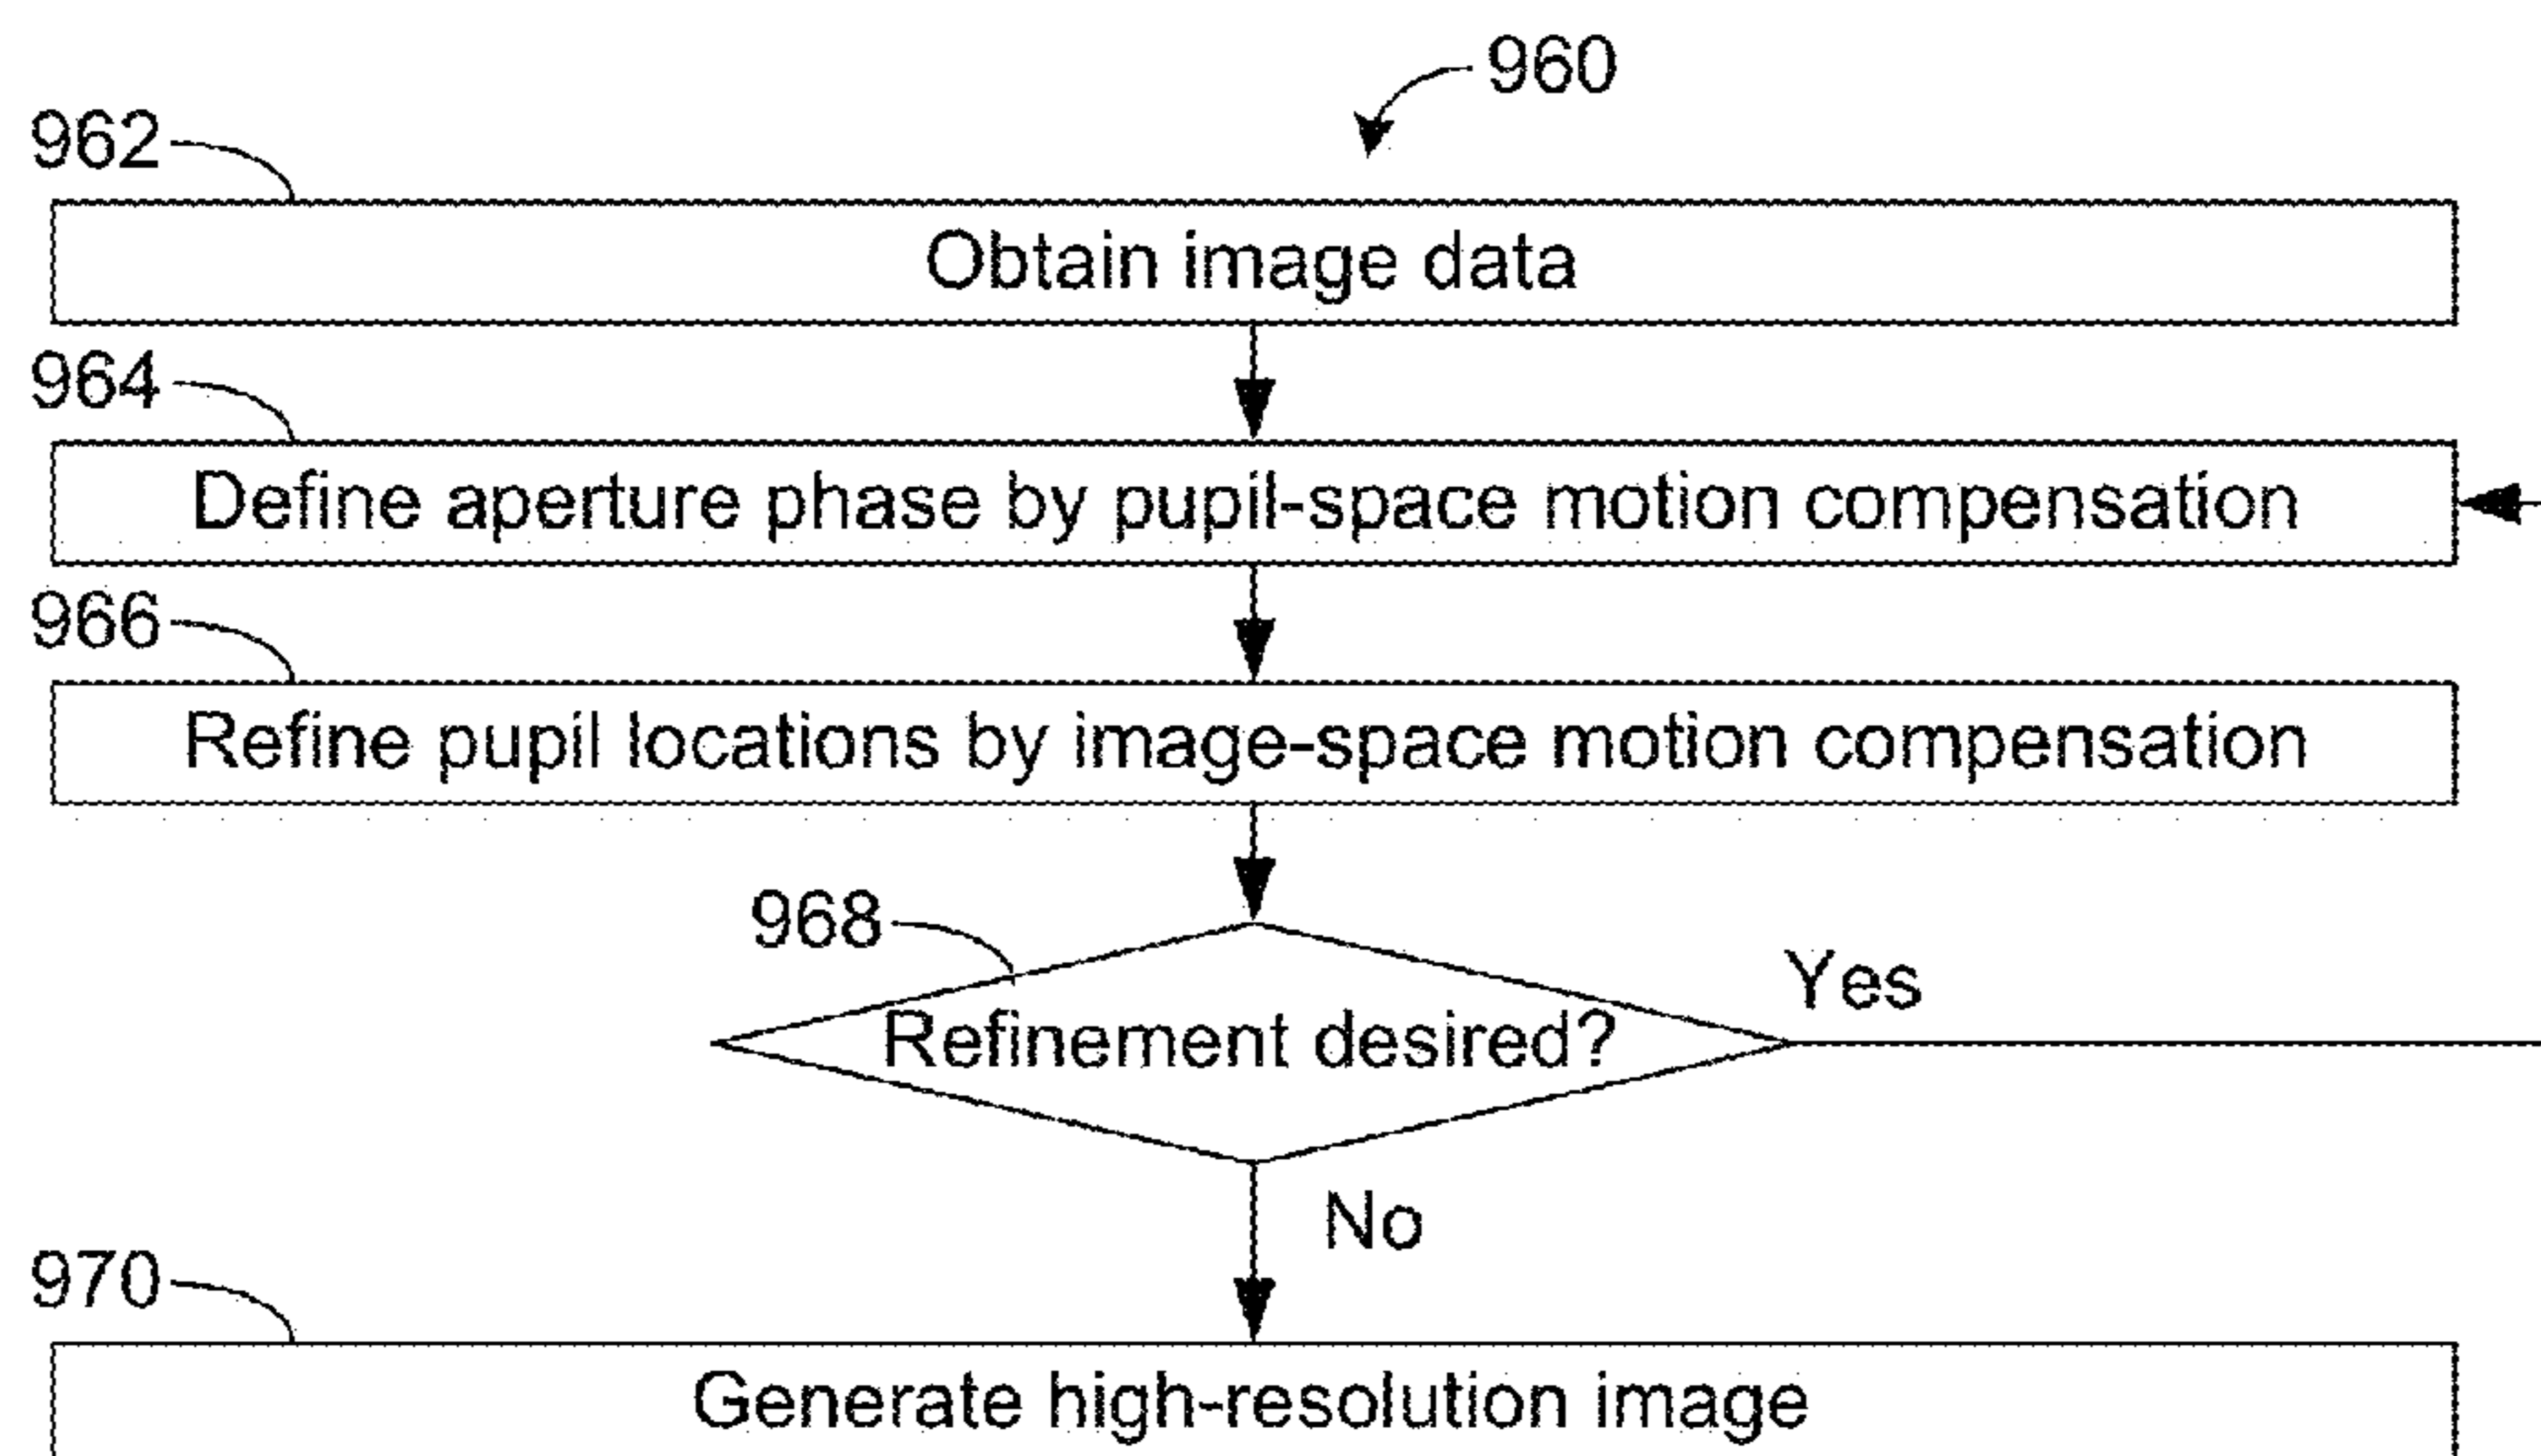 960
962
Obtain image data
964
Define aperture phase by pupil-space motion compensation
966
Refine pupil locations by image-space motion compensation
968
Yes
Refinement desired?
No
970
Generate high-resolution image